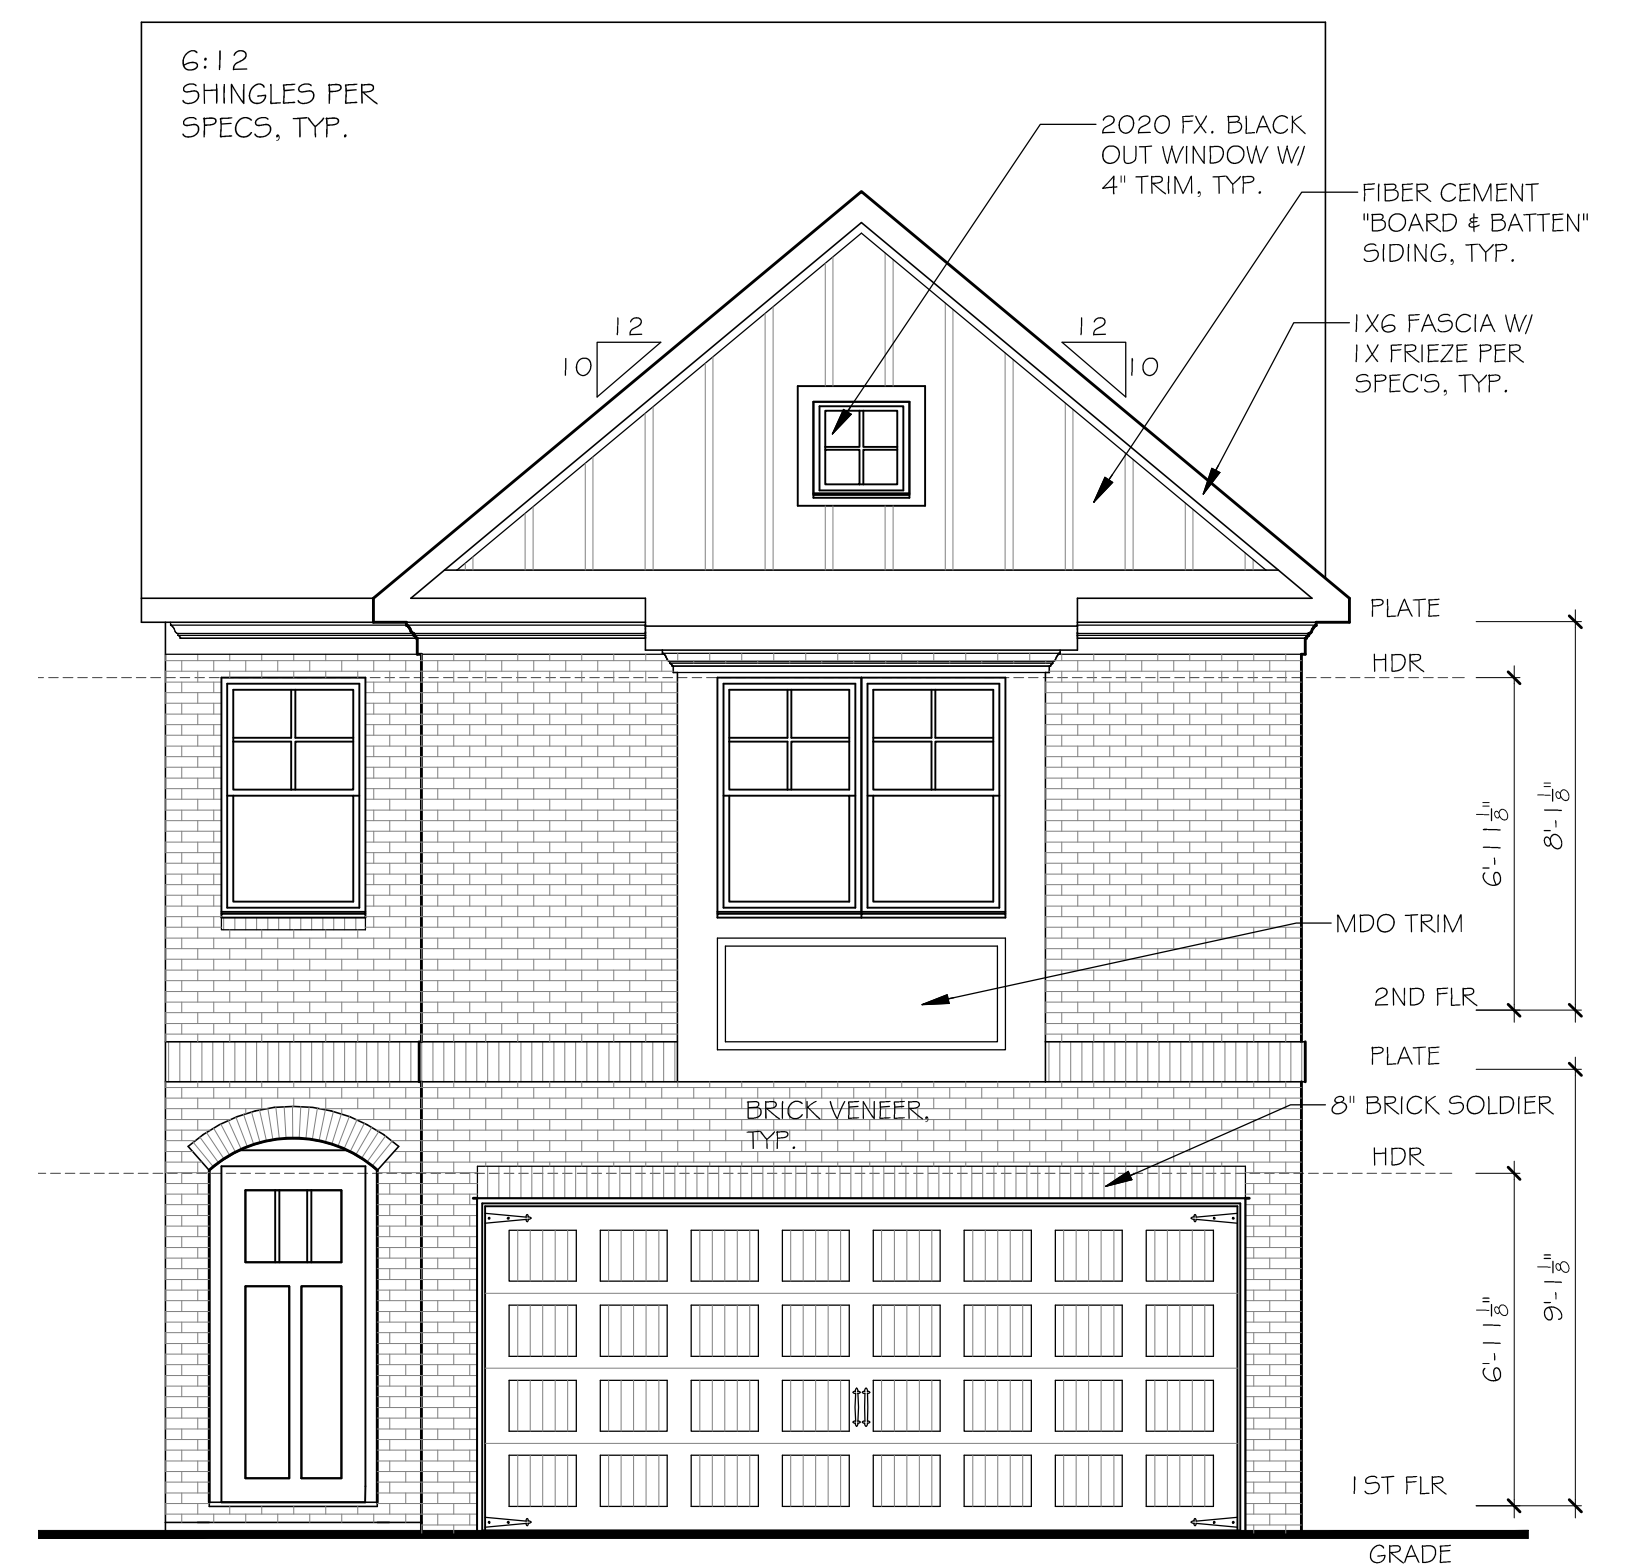 6:12
SHINGLES PER
SPECS, TYP.
2020 FX. BLACK
OUT WINDOW W/
4" TRIM, TYP.
FIBER CEMENT
"BOARD & BATTEN"
SIDING, TYP.
12
10
12
10
1X6 FASCIA W/
1X FRIEZE PER
SPEC'S, TYP.
PLATE
HDR
6'-11 1/8"
8'-1 1/8"
MDO TRIM
2ND FLR
PLATE
BRICK VENEER,
TYP.
8" BRICK SOLDIER
HDR
6'-11 1/8"
9'-1 1/8"
1ST FLR
GRADE